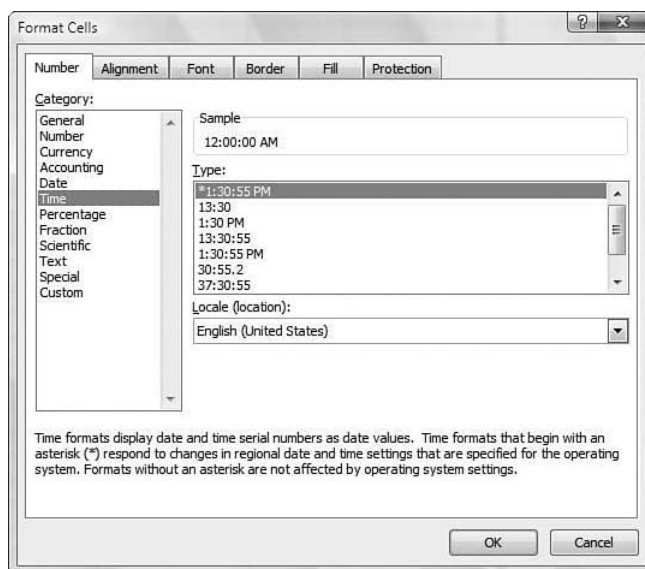 Format Cells
Number Alignment Font Border Fill Protection
Category:
General
Number
Currency
Accounting
Date
Time
Percentage
Fraction
Scientific
Text
Special
Custom
Sample
12:00:00 AM
Type:
*1:30:55 PM
13:30
1:30 PM
13:30:55
1:30:55 PM
30:55.2
37:30:55
Locale (location):
English (United States)
Time formats display date and time serial numbers as date values. Time formats that begin with an
asterisk (*) respond to changes in regional date and time settings that are specified for the operating
system. Formats without an asterisk are not affected by operating system settings.
OK Cancel